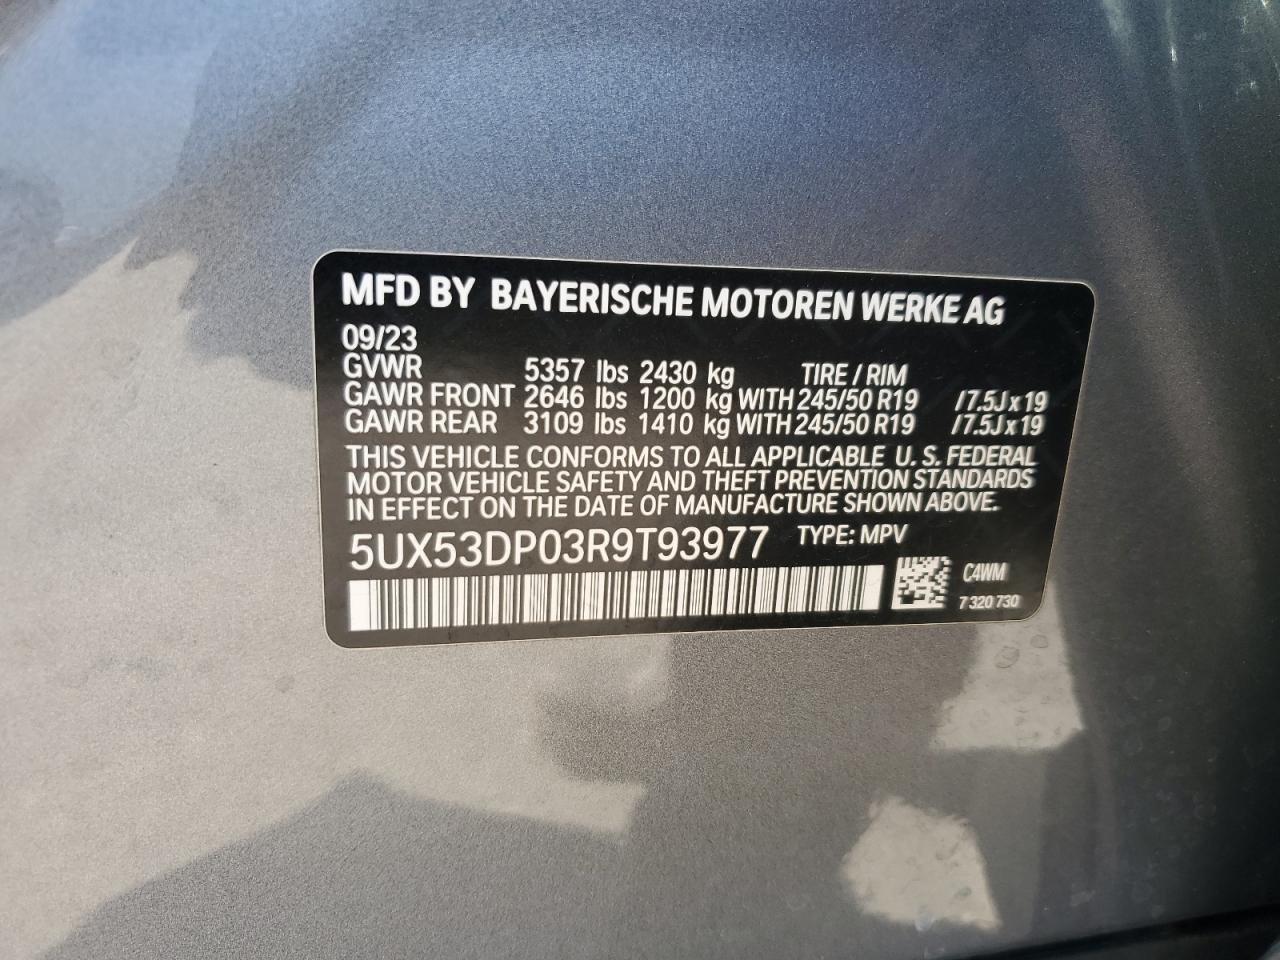 MFD BY BAYERISCHE MOTOREN WERKE AG
09/23
GVWR 5357 lbs 2430 kg TIRE / RIM
GAWR FRONT 2646 lbs 1200 kg WITH 245/50 R19 /7.5J x 19
GAWR REAR 3109 lbs 1410 kg WITH 245/50 R19 /7.5J x 19
THIS VEHICLE CONFORMS TO ALL APPLICABLE U. S. FEDERAL
MOTOR VEHICLE SAFETY AND THEFT PREVENTION STANDARDS
IN EFFECT ON THE DATE OF MANUFACTURE SHOWN ABOVE.
5UX53DP03R9T93977 TYPE: MPV
C4WM
7 320 730